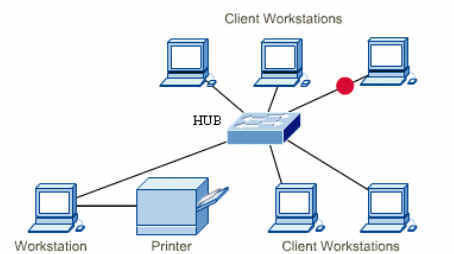 Client Workstations
HUB
Workstation
Printer
Client Workstations